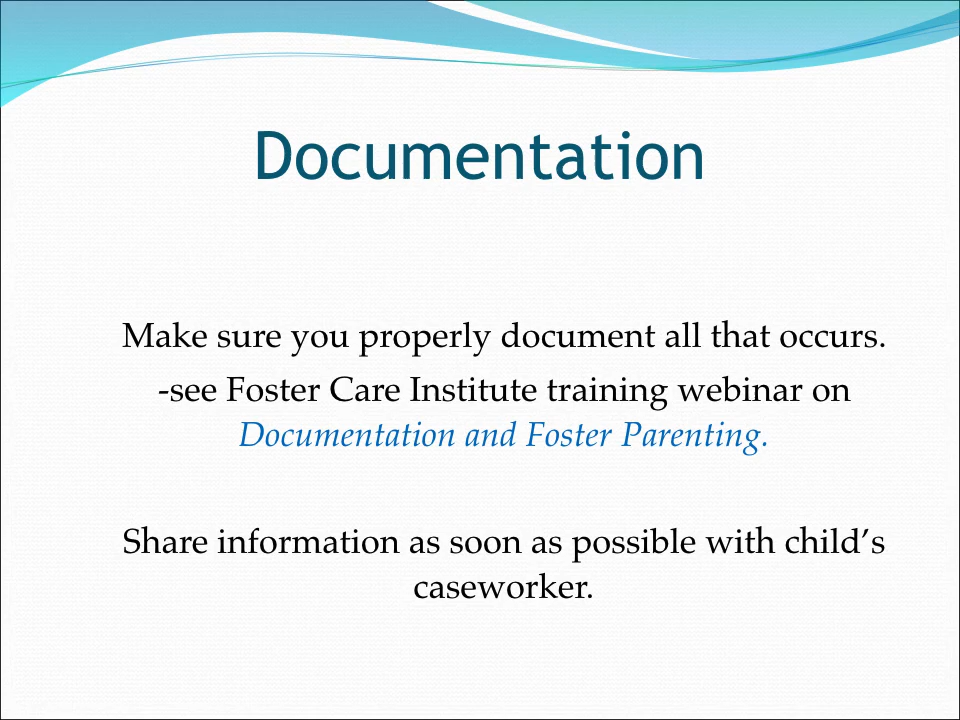 Documentation
Make sure you properly document all that occurs.
-see Foster Care Institute training webinar on
Documentation and Foster Parenting.
Share information as soon as possible with child’s
caseworker.